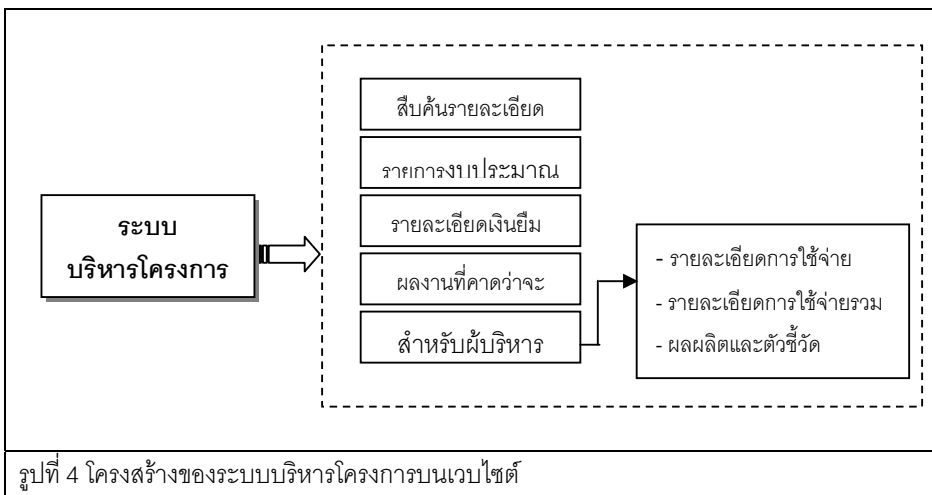 สืบค้นรายละเอียด
รายการงบประมาณ
รายละเอียดเงินยืม
ผลงานที่คาดว่าจะ
สำหรับผู้บริหาร
ระบบ
บริหารโครงการ
- รายละเอียดการใช้จ่าย
- รายละเอียดการใช้จ่ายรวม
- ผลผลิตและตัวชี้วัด
รูปที่ 4 โครงสร้างของระบบบริหารโครงการบนเวบไซต์